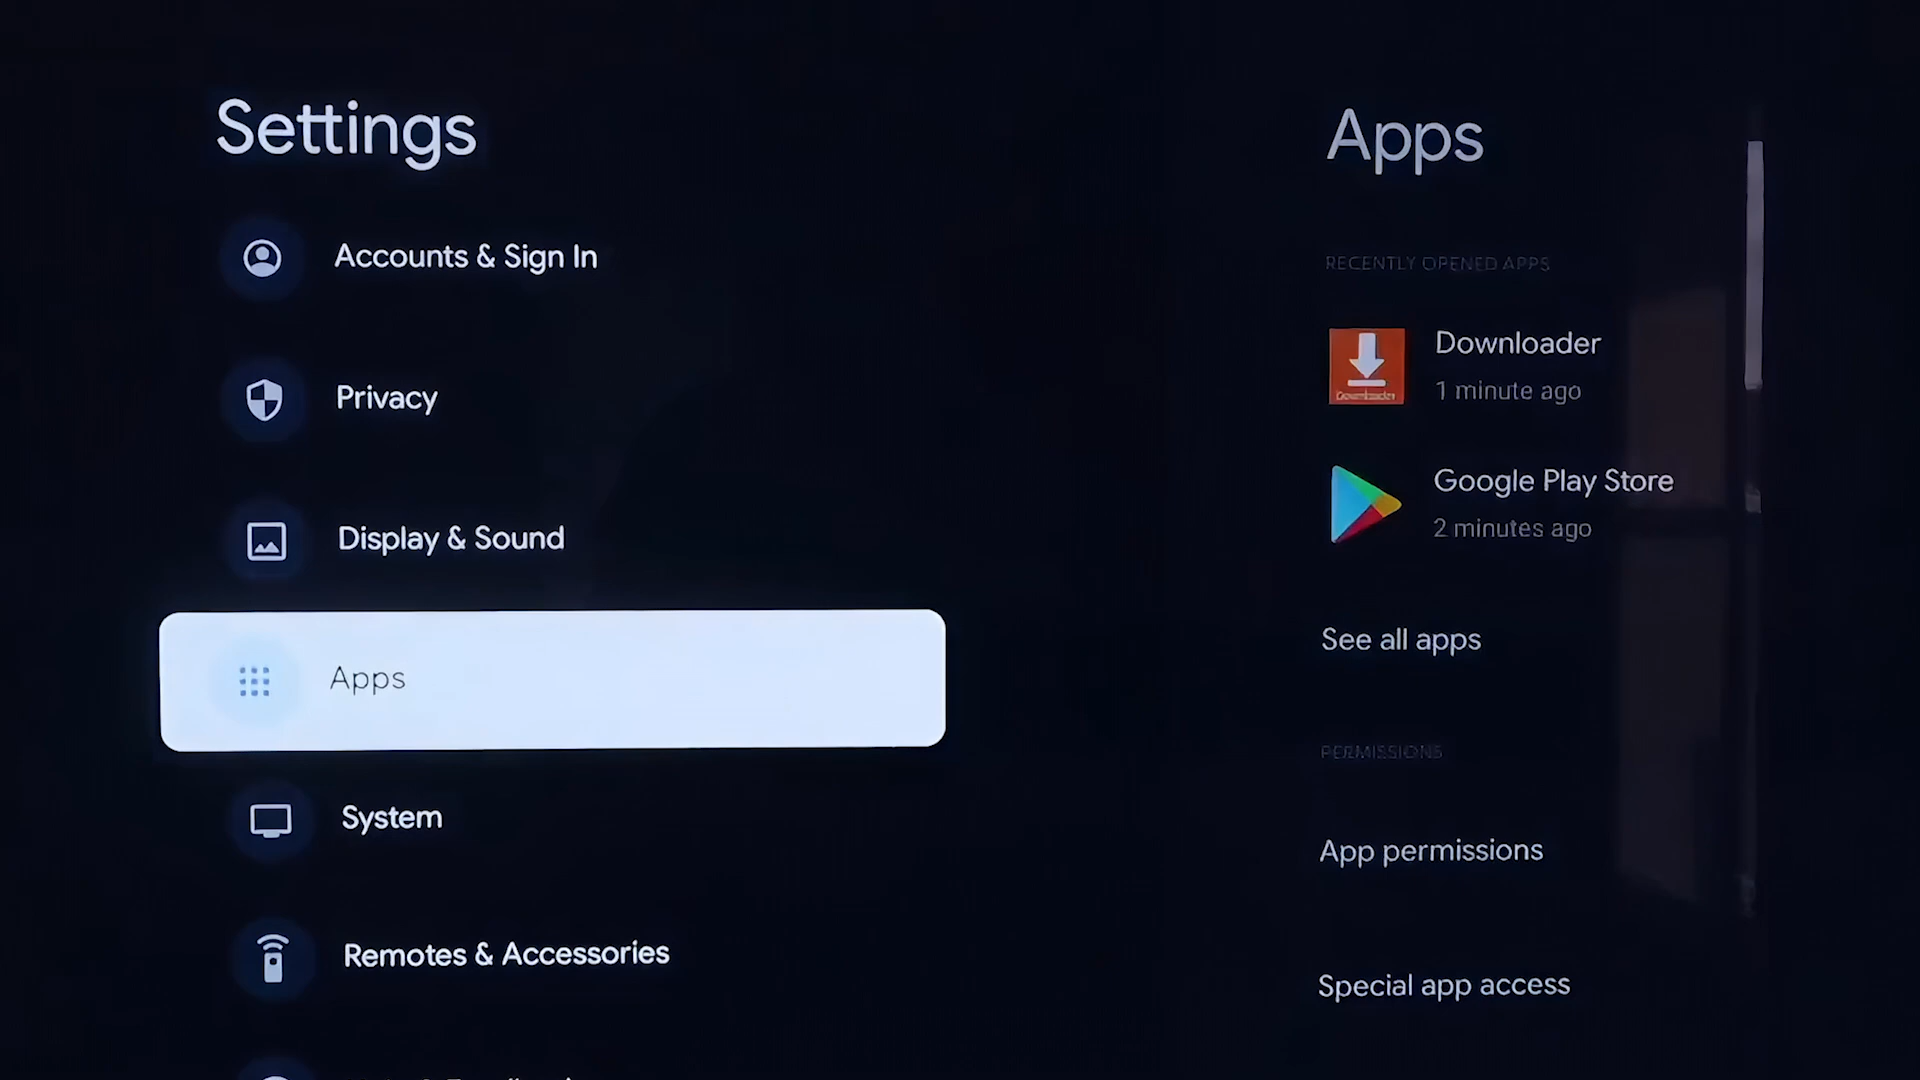 Settings
Accounts & Sign In
Privacy
Display & Sound
Apps
System
Remotes & Accessories
Apps
RECENTLY OPENED APPS
Downloader
1 minute ago
Downloader
Google Play Store
2 minutes ago
See all apps
PERMISSIONS
App permissions
Special app access